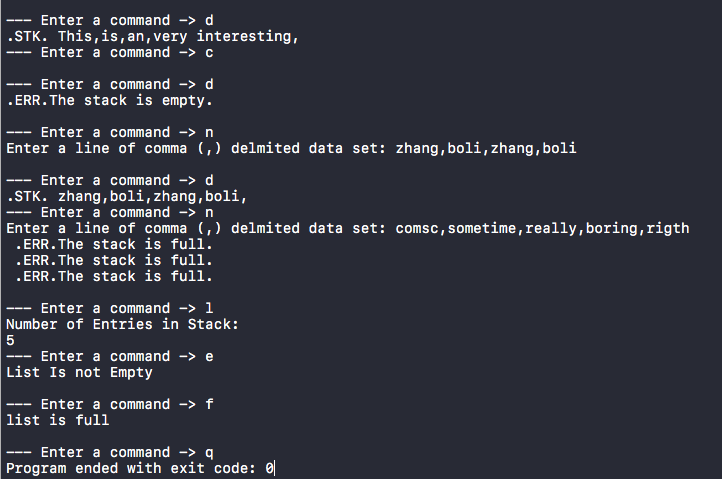 --- Enter a command -> d
.STK. This,is,an,very interesting,
--- Enter a command -> c
--- Enter a command -> d
.ERR.The stack is empty.
--- Enter a command -> n
Enter a line of comma (,) delmited data set: zhang,boli,zhang,boli
--- Enter a command -> d
.STK. zhang,boli,zhang,boli,
--- Enter a command -> n
Enter a line of comma (,) delmited data set: comsc,sometime,really,boring,rigth
.ERR.The stack is full.
.ERR.The stack is full.
.ERR.The stack is full.
--- Enter a command -> l
Number of Entries in Stack:
5
--- Enter a command -> e
List Is not Empty
--- Enter a command -> f
list is full
--- Enter a command -> q
Program ended with exit code: 0